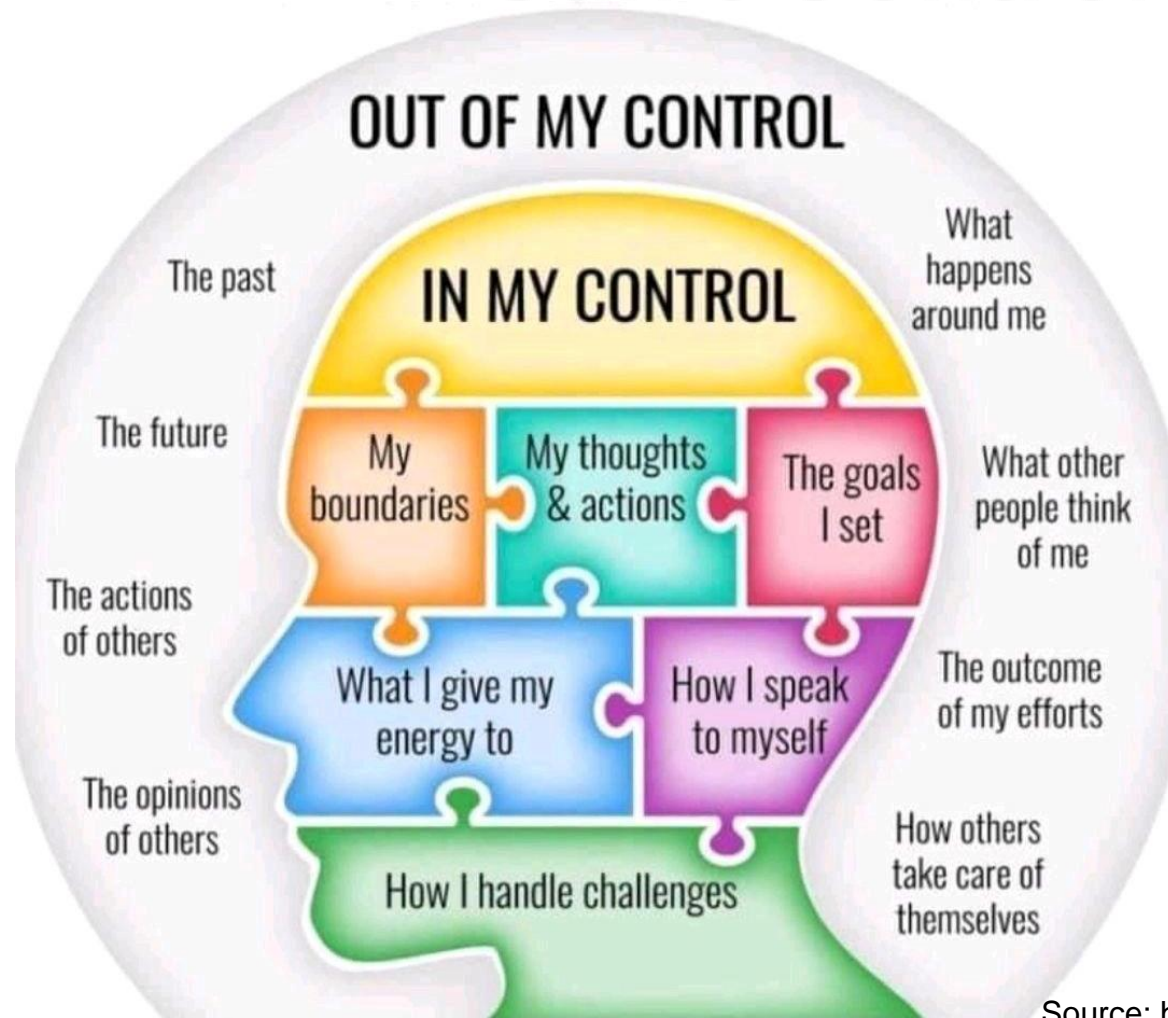 OUT OF MY CONTROL
IN MY CONTROL
The past
The future
The actions
of others
The opinions
of others
What
happens
around me
What other
people think
of me
The outcome
of my efforts
How others
take care of
themselves
My
boundaries
My thoughts
& actions
The goals
I set
What I give my
energy to
How I speak
to myself
How I handle challenges
Source: